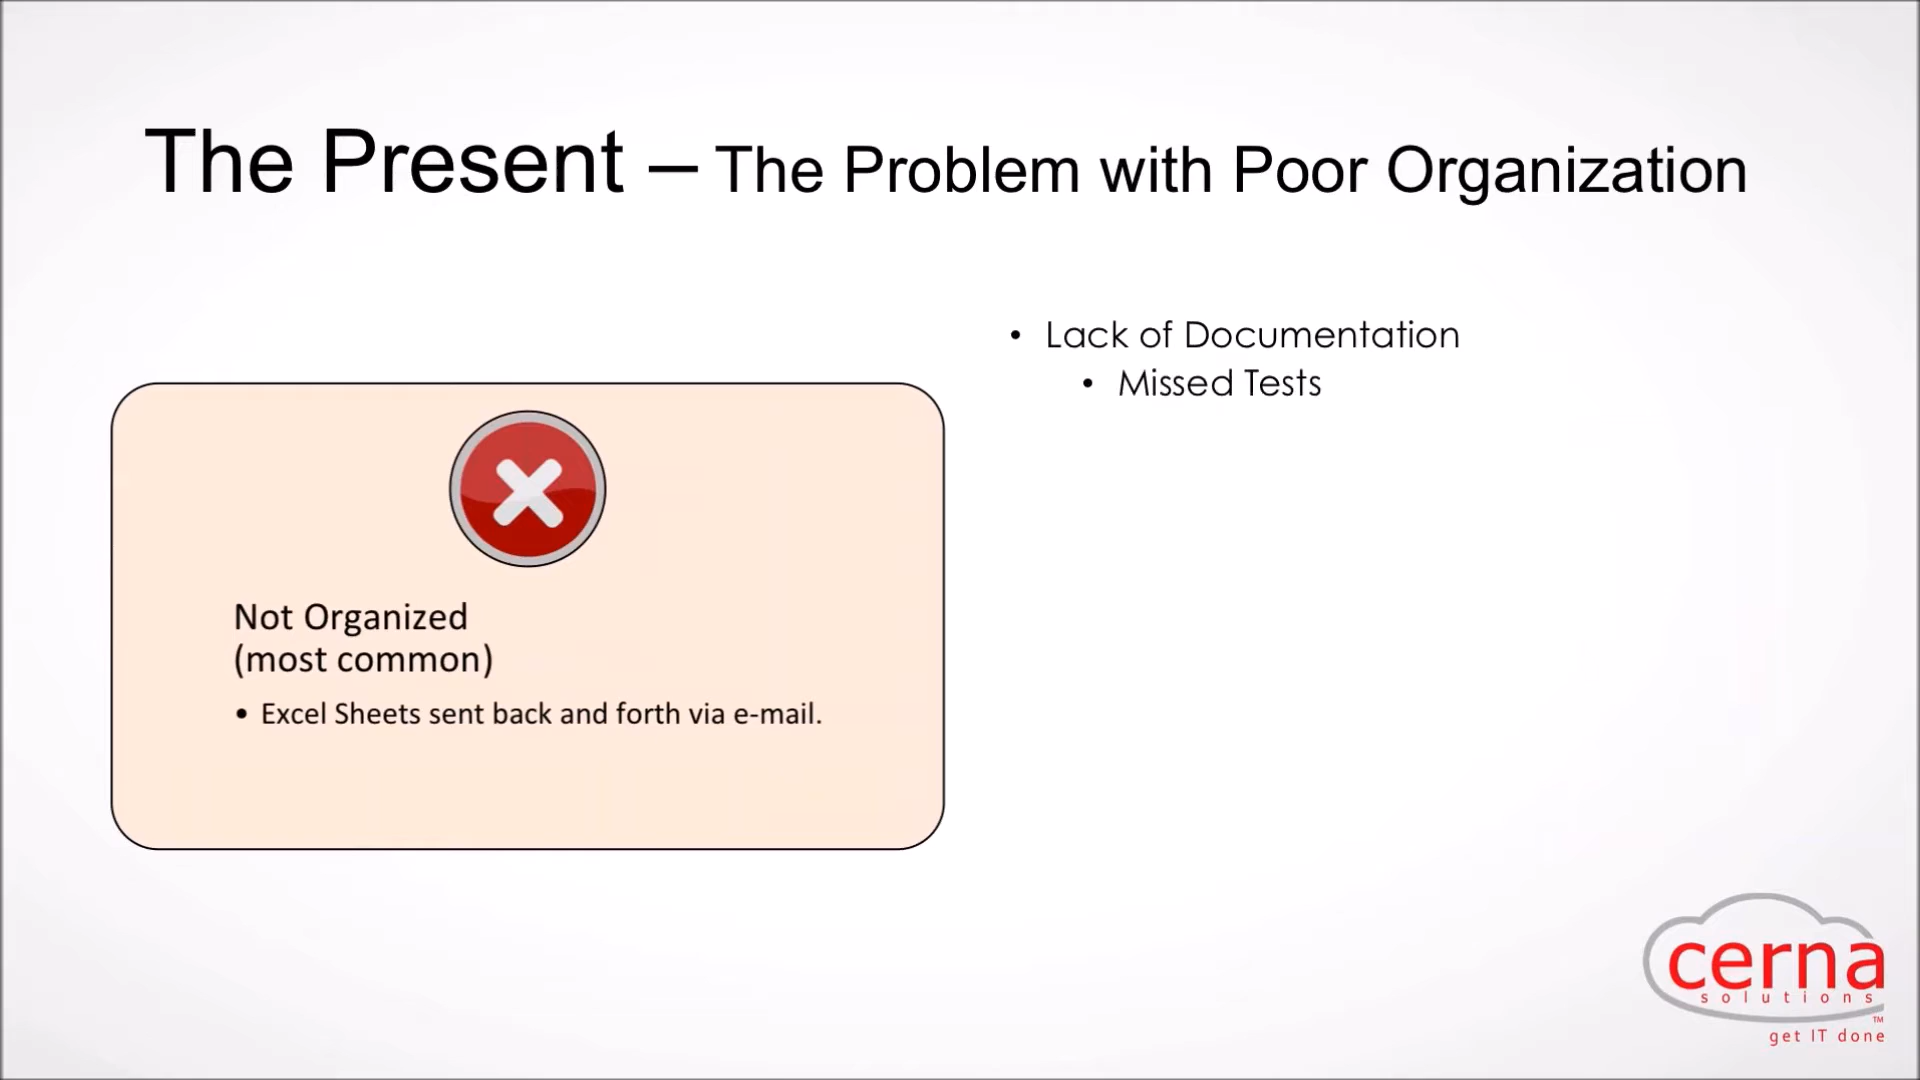 The Present – The Problem with Poor Organization
Not Organized
(most common)
• Excel Sheets sent back and forth via e-mail.
• Lack of Documentation
• Missed Tests
cerna
solutions
TM
get IT done